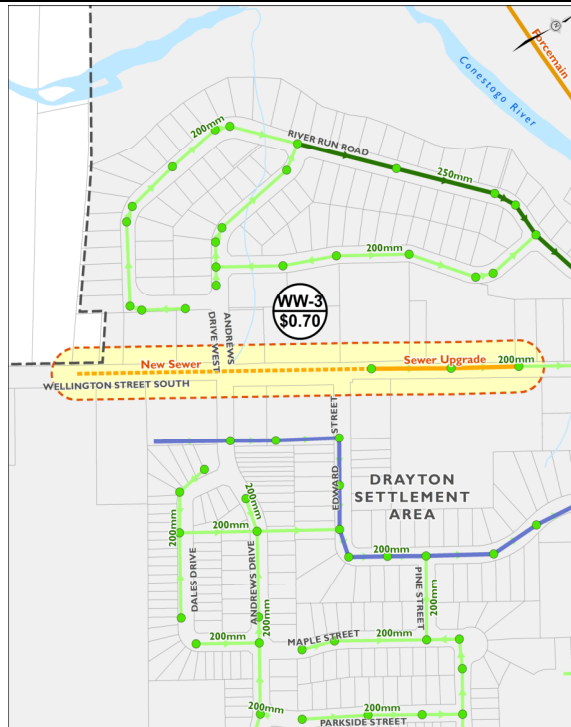 Forcemain
Conestogo River
200mm
RIVER RUN ROAD
250mm
200mm
WW-3
$0.70
ANDREWS
DRIVE WEST
New Sewer
Sewer Upgrade
200mm
WELLINGTON STREET SOUTH
EDWARD STREET
DRAYTON
SETTLEMENT
AREA
200mm
200mm
200mm
200mm
DALES DRIVE
ANDREWS DRIVE
PINE STREET
200mm
200mm
200mm
MAPLE STREET
200mm
200mm
200mm
PARKSIDE STREET